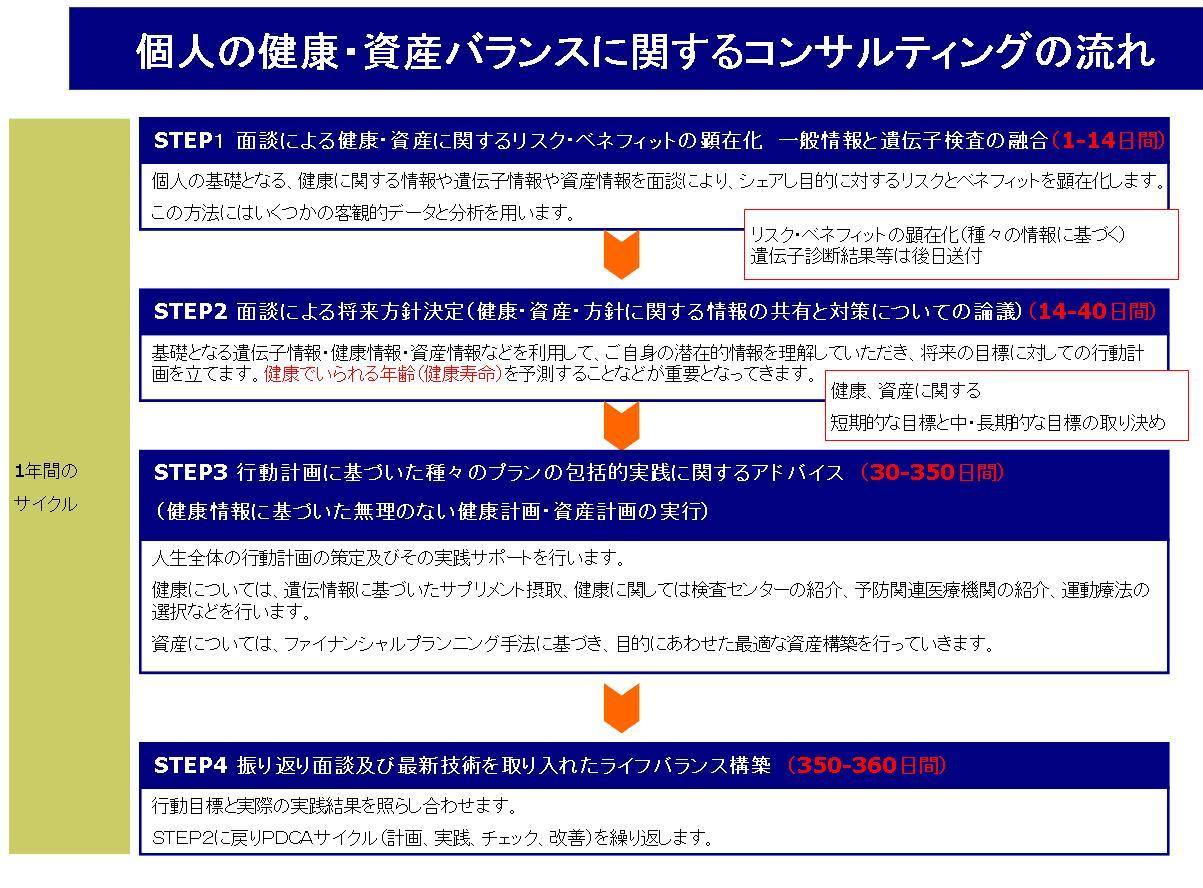 個人の健康・資産バランスに関するコンサルティングの流れ
1年間の
サイクル
STEP1 面談による健康・資産に関するリスク・ベネフィットの顕在化 一般情報と遺伝子検査の融合(1-14日間)
個人の基礎となる、健康に関する情報や遺伝子情報や資産情報を面談により、シェアし目的に対するリスクとベネフィットを顕在化します。
この方法にはいくつかの客観的データと分析を用います。
リスク・ベネフィットの顕在化(種々の情報に基づく)
遺伝子診断結果等は後日送付
STEP2 面談による将来方針決定(健康・資産・方針に関する情報の共有と対策についての論議)(14-40日間)
基礎となる遺伝子情報・健康情報・資産情報などを利用して、ご自身の潜在的情報を理解していただき、将来の目標に対しての行動計
画を立てます。健康でいられる年齢(健康寿命)を予測することなどが重要となってきます。
健康、資産に関する
短期的な目標と中・長期的な目標の取り決め
STEP3 行動計画に基づいた種々のプランの包括的実践に関するアドバイス (30-350日間)
(健康情報に基づいた無理のない健康計画・資産計画の実行)
人生全体の行動計画の策定及びその実践サポートを行います。
健康については、遺伝情報に基づいたサプリメント摂取、健康に関しては検査センターの紹介、予防関連医療機関の紹介、運動療法の
選択などを行います。
資産については、ファイナンシャルプランニング手法に基づき、目的にあわせた最適な資産構築を行っていきます。
STEP4 振り返り面談及び最新技術を取り入れたライフバランス構築 (350-360日間)
行動目標と実際の実践結果を照らし合わせます。
STEP2に戻りPDCAサイクル(計画、実践、チェック、改善)を繰り返します。